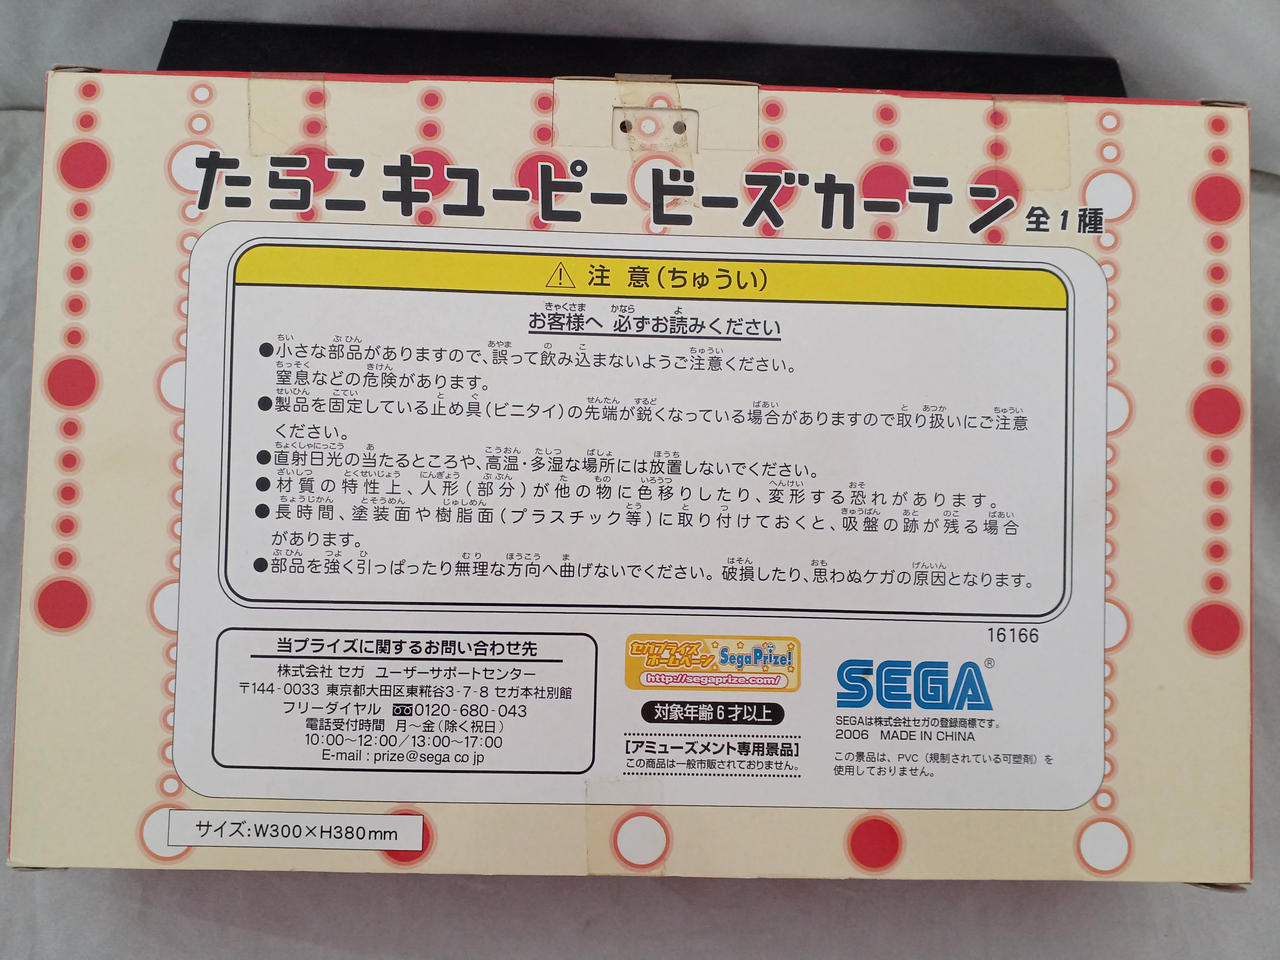 たらこキューピービーズカーテン 全1種
⚠ 注意(ちゅうい)
お客様へ 必ずお読みください
●小さな部品がありますので、誤って飲み込まないようご注意ください。
窒息などの危険があります。
●製品を固定している止め具(ビニタイ)の先端が鋭くなっている場合がありますので取り扱いにご注意
ください。
●直射日光の当たるところや、高温・多湿な場所には放置しないでください。
●材質の特性上、人形(部分)が他の物に色移りしたり、変形する恐れがあります。
●長時間、塗装面や樹脂面(プラスチック等)に取り付けておくと、吸盤の跡が残る場合
があります。
●部品を強く引っぱったり無理な方向へ曲げないでください。破損したり、思わぬケガの原因となります。
16166
当プライズに関するお問い合わせ先
株式会社 セガ ユーザーサポートセンター
〒144-0033 東京都大田区東糀谷3-7-8 セガ本社別館
フリーダイヤル 0120-680-043
電話受付時間 月～金(除く祝日)
10:00～12:00/13:00～17:00
E-mail : prize@sega.co.jp
セガプライズ
ホームページ Sega Prize!
http://segaprize.com/
対象年齢6才以上
[アミューズメント専用景品]
この商品は一般市販されておりません。
SEGA®
SEGAは株式会社セガの登録商標です。
2006 MADE IN CHINA
この景品は、PVC(規制されている可塑剤)を
使用しておりません。
サイズ:W300×H380mm